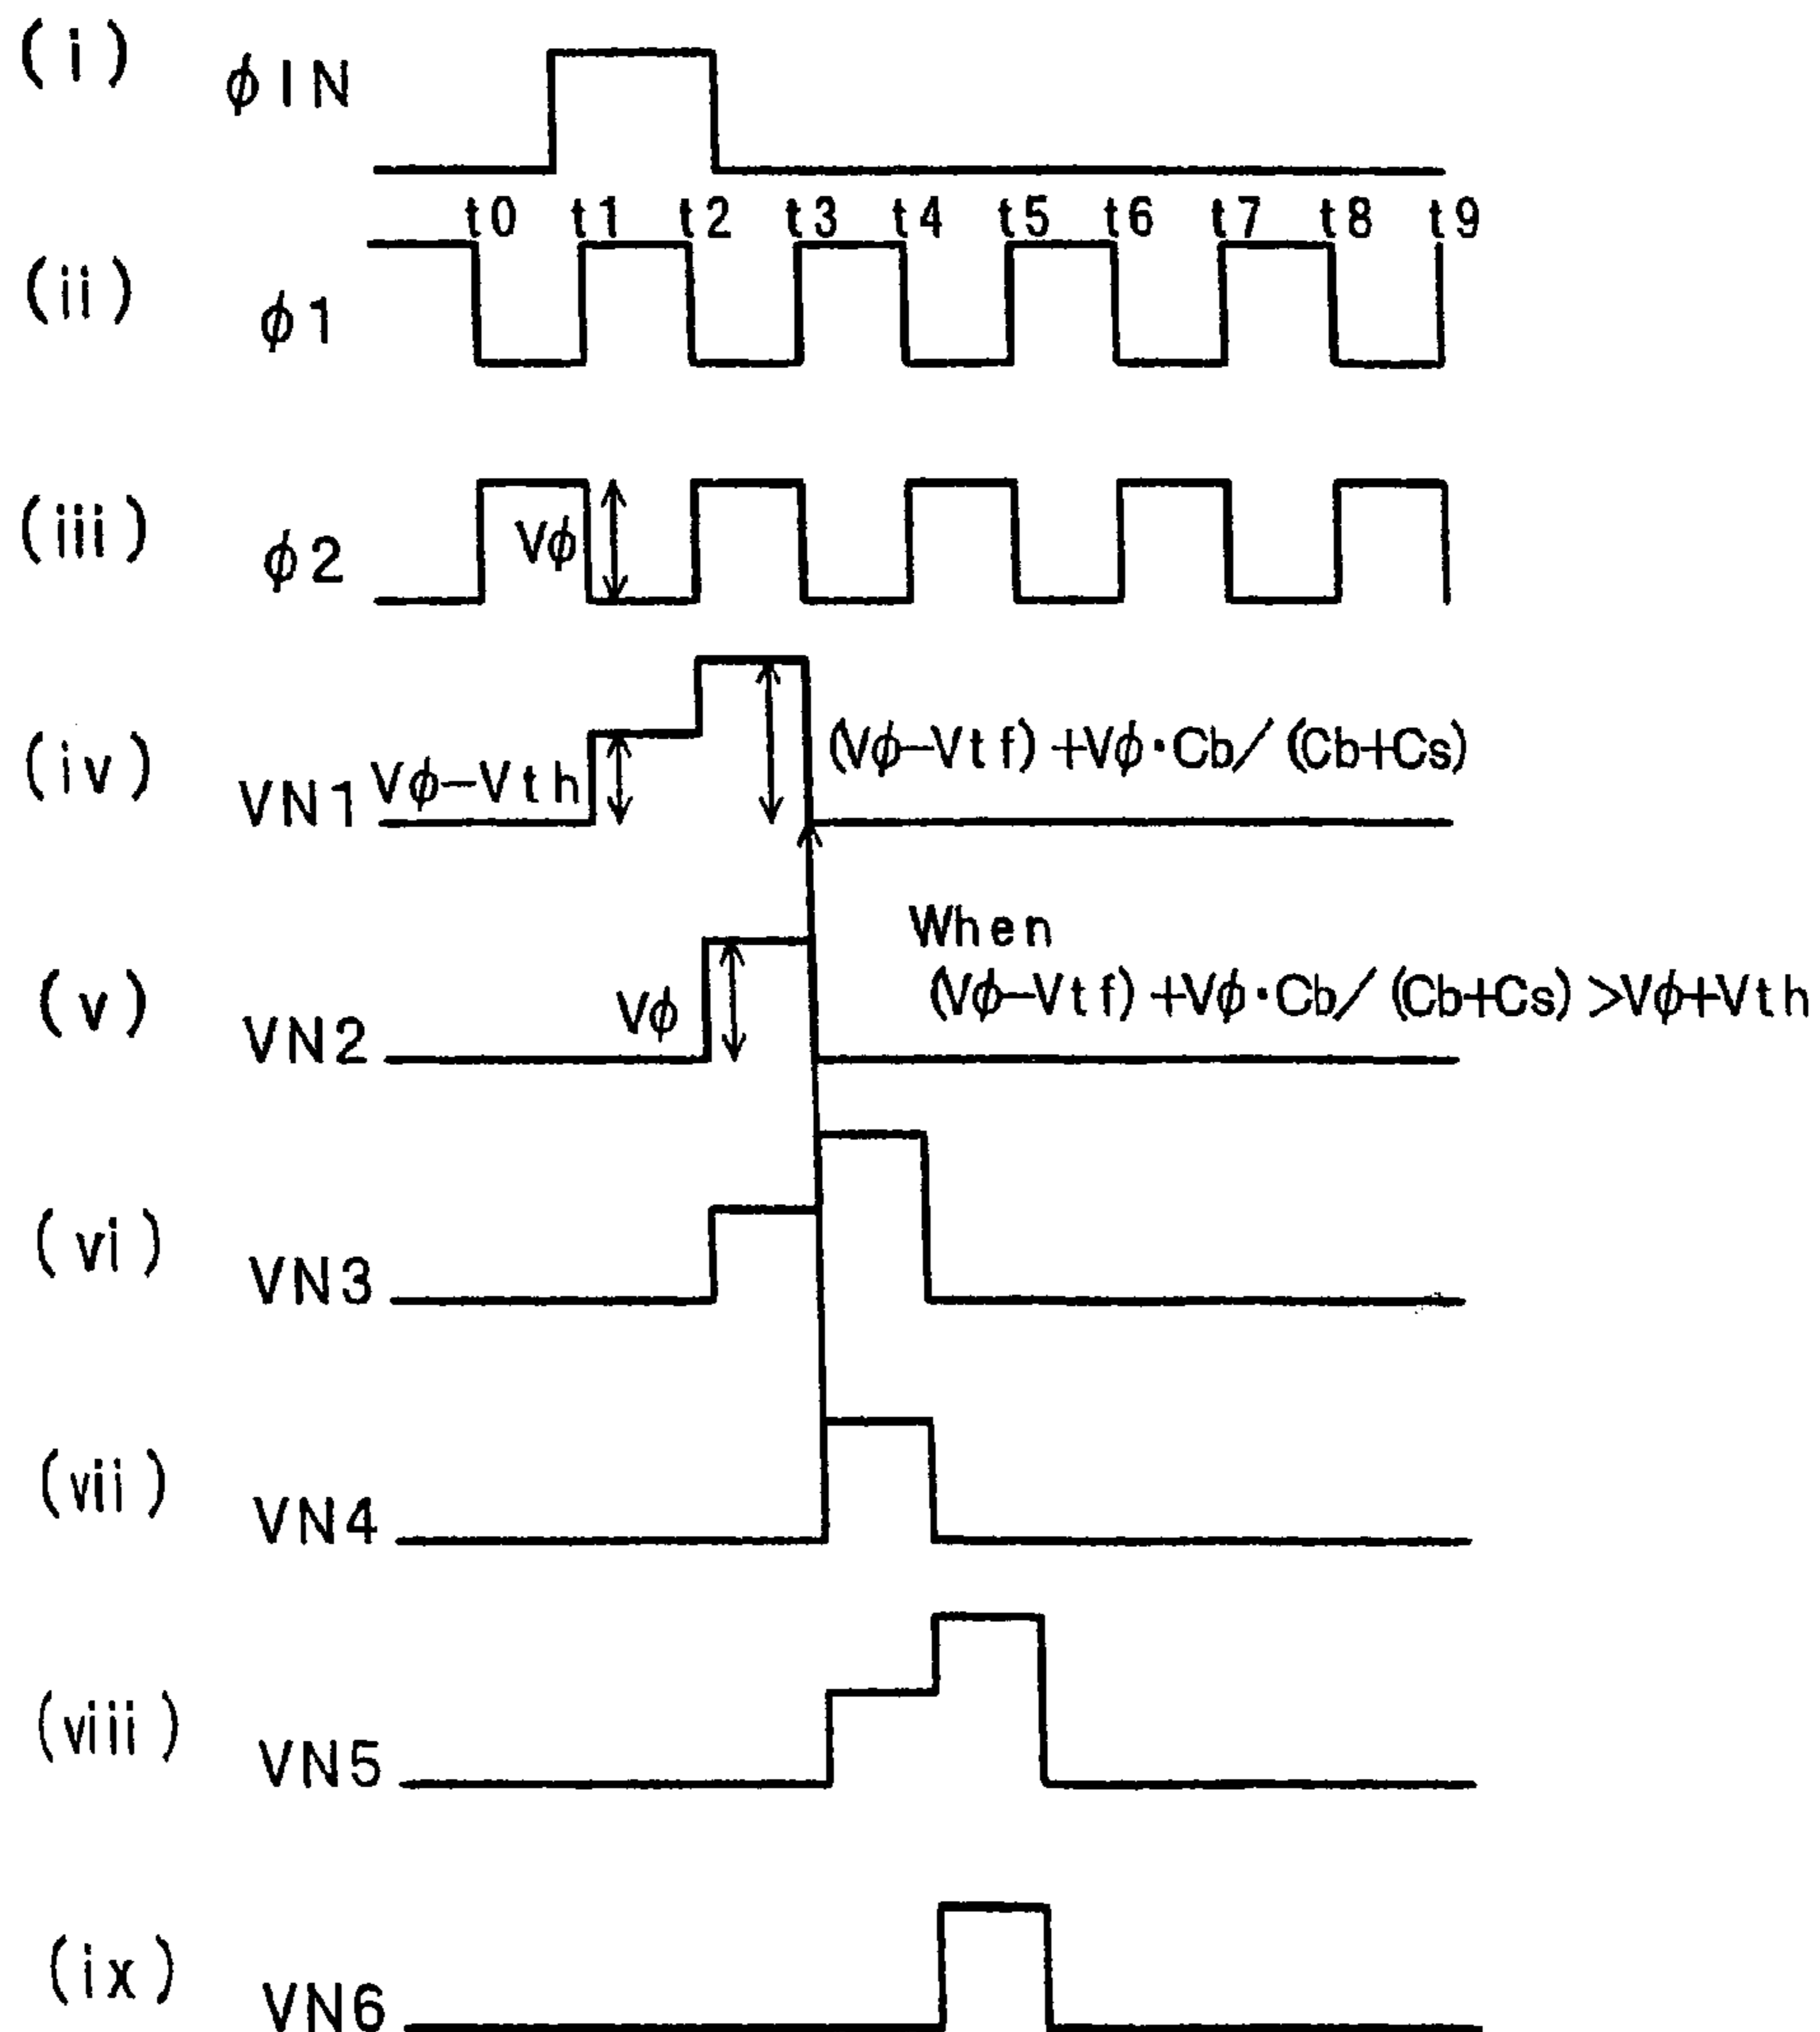 (i) φIN
t0 t1 t2 t3 t4 t5 t6 t7 t8 t9
(ii) φ1
(iii) φ2 Vφ
(iv) VN1 Vφ-Vth (Vφ-Vtf)+Vφ·Cb/(Cb+Cs)
When
(v) VN2 Vφ (Vφ-Vtf)+Vφ·Cb/(Cb+Cs)>Vφ+Vth
(vi) VN3
(vii) VN4
(viii) VN5
(ix) VN6